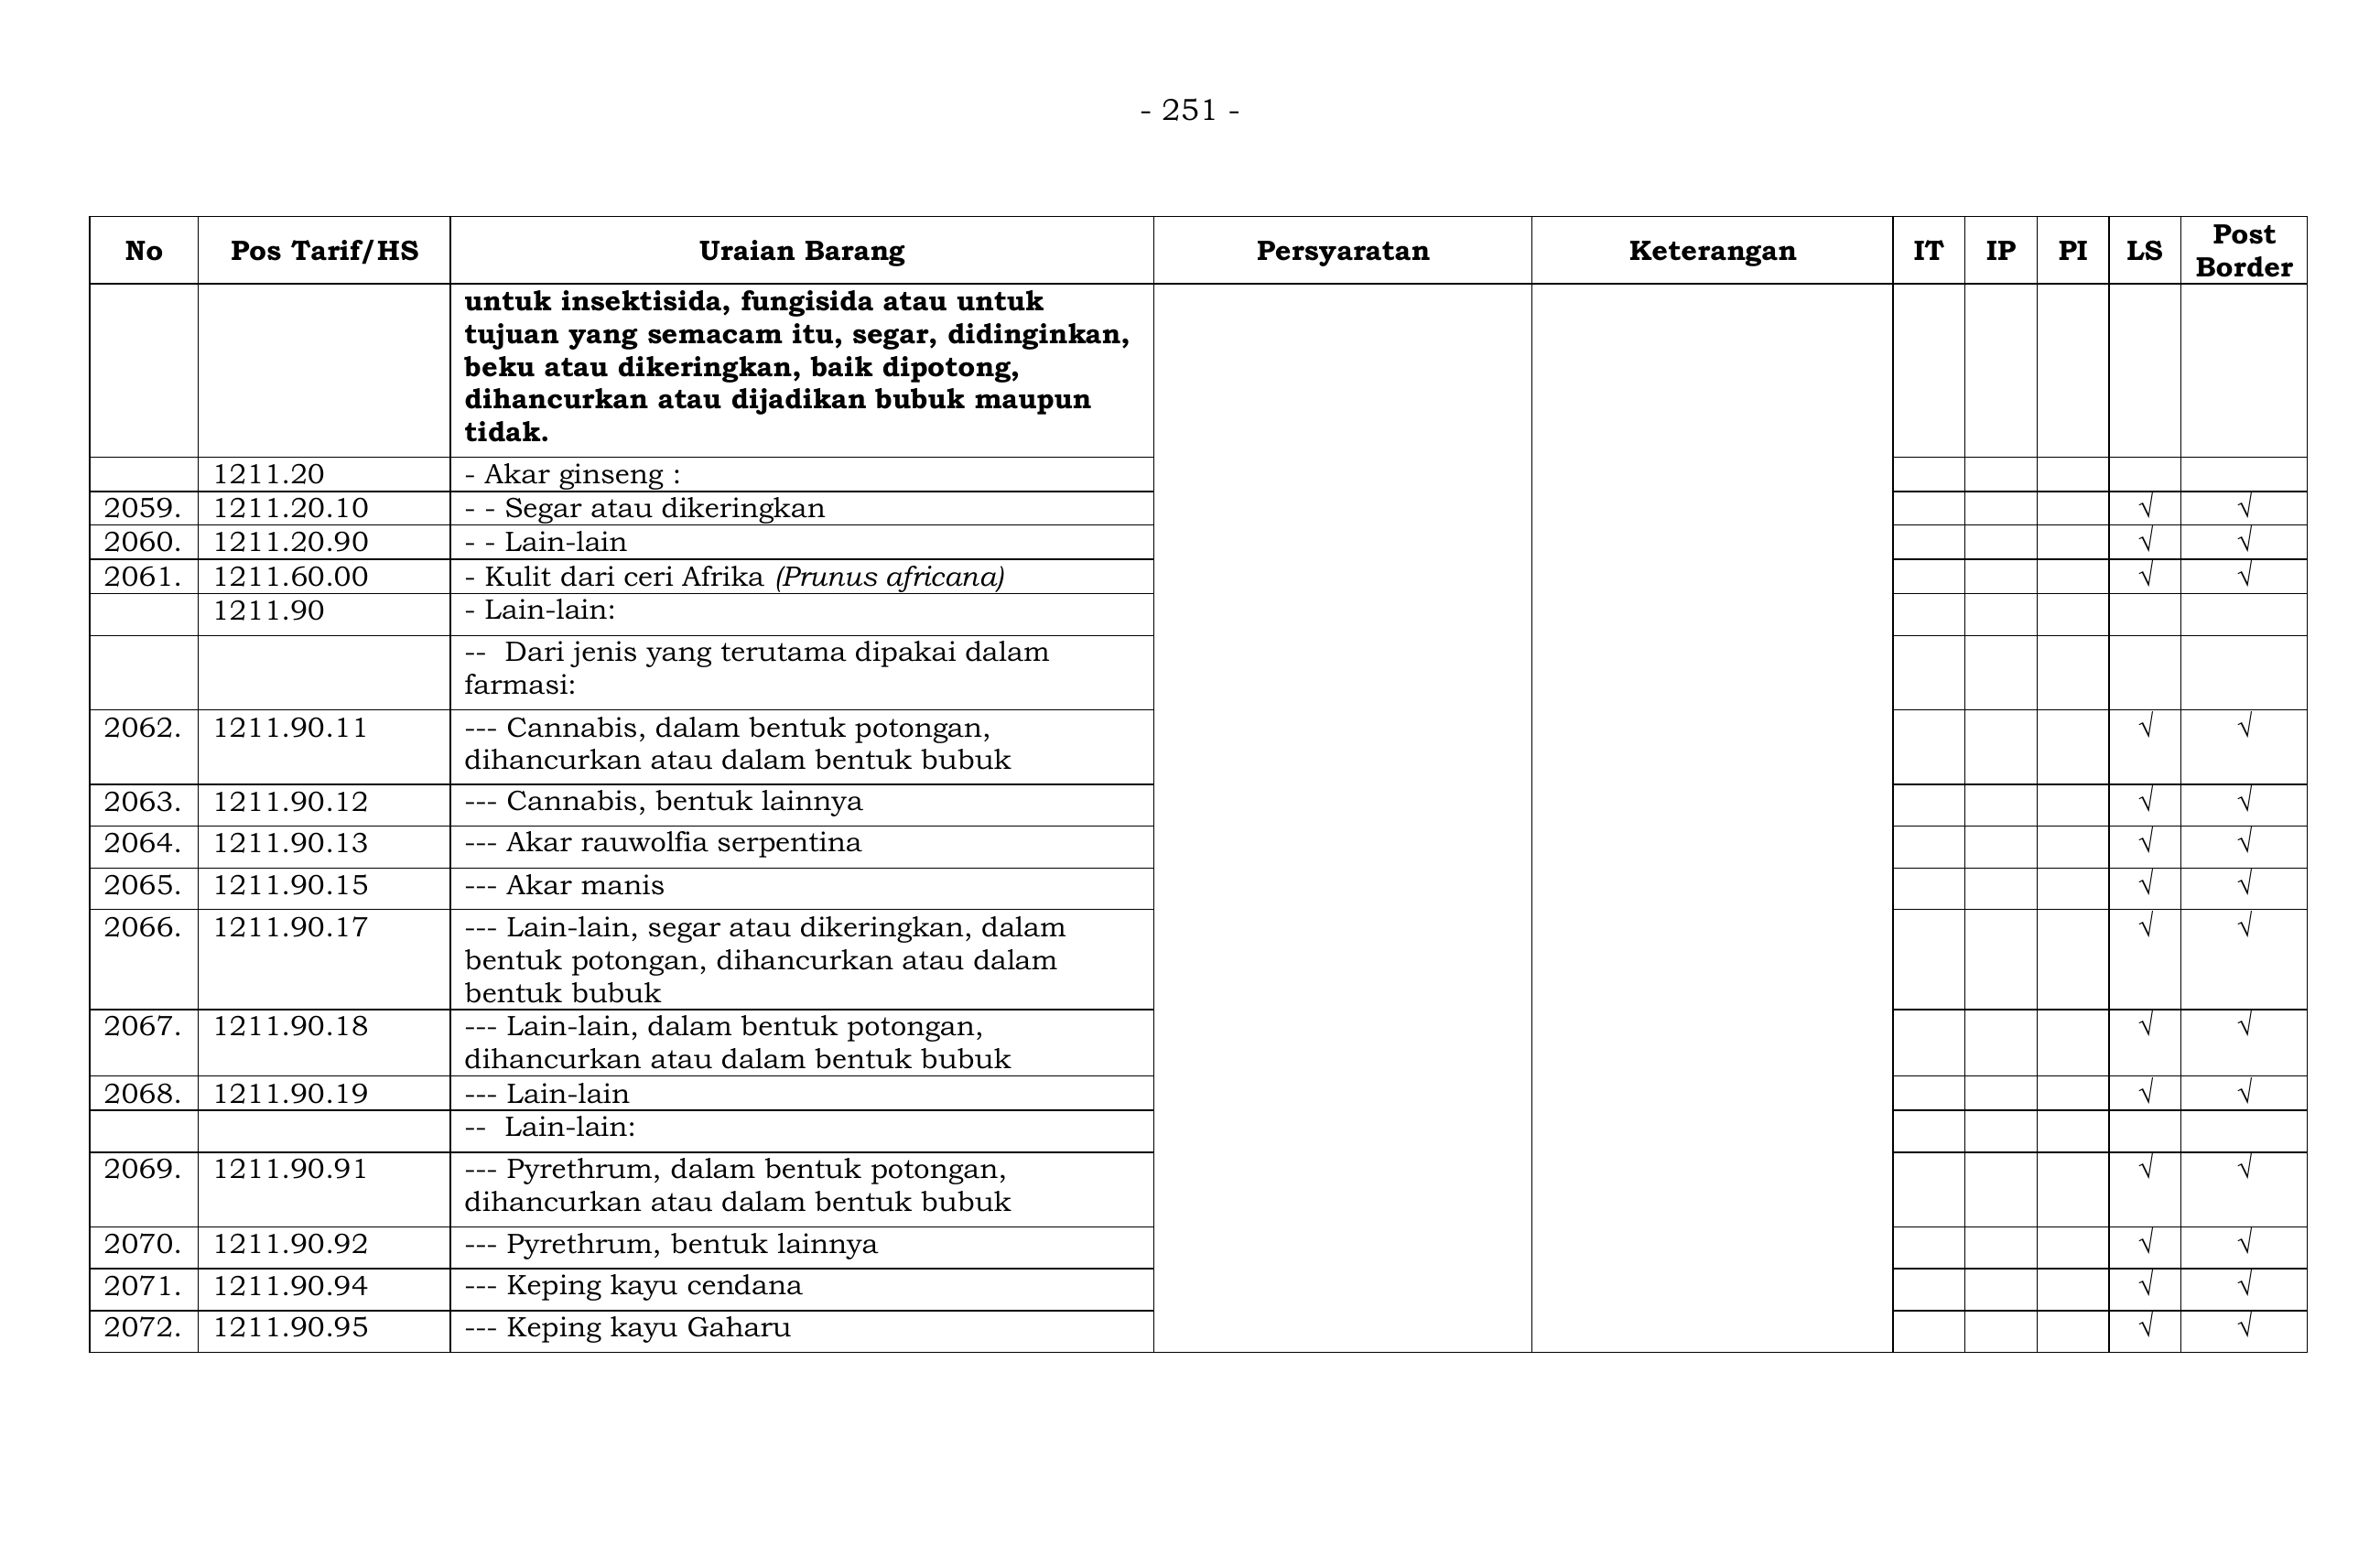 - 251 -
No Pos Tarif/HS Uraian Barang Persyaratan Keterangan IT IP PI LS Post Border
untuk insektisida, fungisida atau untuk
tujuan yang semacam itu, segar, didinginkan,
beku atau dikeringkan, baik dipotong,
dihancurkan atau dijadikan bubuk maupun
tidak.
1211.20 - Akar ginseng :
2059. 1211.20.10 - - Segar atau dikeringkan √ √
2060. 1211.20.90 - - Lain-lain √ √
2061. 1211.60.00 - Kulit dari ceri Afrika (Prunus africana) √ √
1211.90 - Lain-lain:
-- Dari jenis yang terutama dipakai dalam
farmasi:
2062. 1211.90.11 --- Cannabis, dalam bentuk potongan, √ √
dihancurkan atau dalam bentuk bubuk
2063. 1211.90.12 --- Cannabis, bentuk lainnya √ √
2064. 1211.90.13 --- Akar rauwolfia serpentina √ √
2065. 1211.90.15 --- Akar manis √ √
2066. 1211.90.17 --- Lain-lain, segar atau dikeringkan, dalam √ √
bentuk potongan, dihancurkan atau dalam
bentuk bubuk
2067. 1211.90.18 --- Lain-lain, dalam bentuk potongan, √ √
dihancurkan atau dalam bentuk bubuk
2068. 1211.90.19 --- Lain-lain √ √
-- Lain-lain:
2069. 1211.90.91 --- Pyrethrum, dalam bentuk potongan, √ √
dihancurkan atau dalam bentuk bubuk
2070. 1211.90.92 --- Pyrethrum, bentuk lainnya √ √
2071. 1211.90.94 --- Keping kayu cendana √ √
2072. 1211.90.95 --- Keping kayu Gaharu √ √